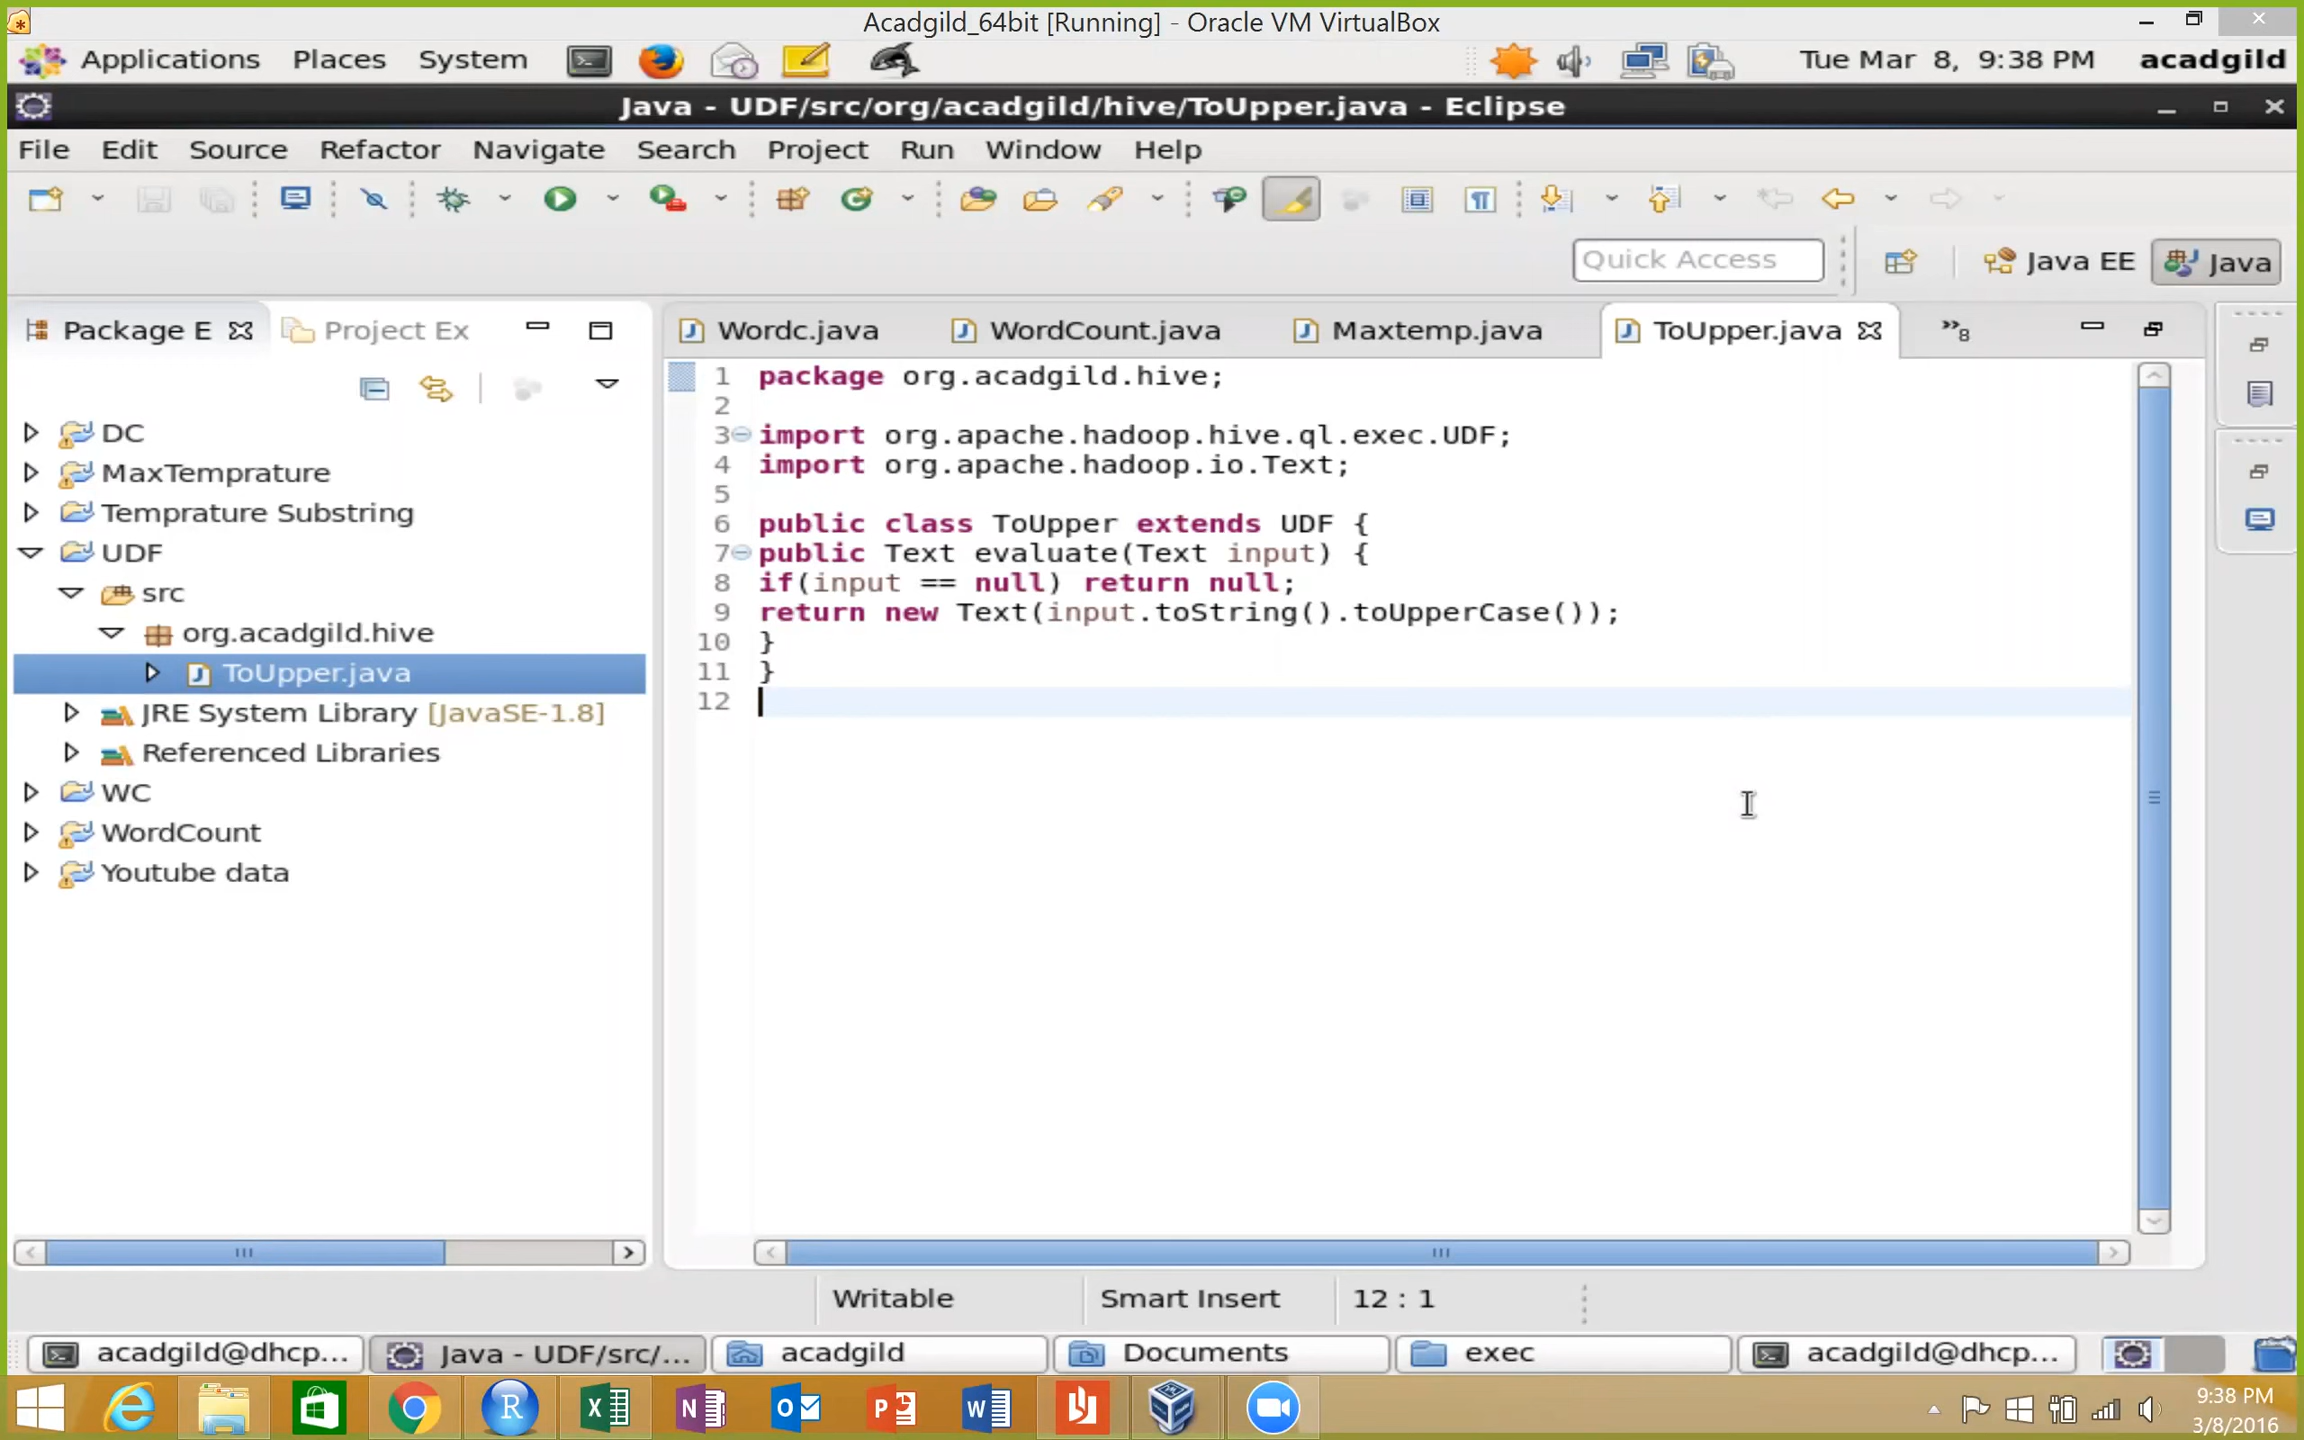 Acadgild_64bit [Running] - Oracle VM VirtualBox
Applications Places System Tue Mar 8, 9:38 PM acadgild
Java - UDF/src/org/acadgild/hive/ToUpper.java - Eclipse
File Edit Source Refactor Navigate Search Project Run Window Help
Quick Access Java EE Java
Package E Project Ex
Wordc.java WordCount.java Maxtemp.java ToUpper.java »8
DC
MaxTemprature
Temprature Substring
UDF
src
org.acadgild.hive
ToUpper.java
JRE System Library [JavaSE-1.8]
Referenced Libraries
WC
WordCount
Youtube data
1 package org.acadgild.hive;
2
3 import org.apache.hadoop.hive.ql.exec.UDF;
4 import org.apache.hadoop.io.Text;
5
6 public class ToUpper extends UDF {
7 public Text evaluate(Text input) {
8 if(input == null) return null;
9 return new Text(input.toString().toUpperCase());
10 }
11 }
12
Writable Smart Insert 12 : 1
acadgild@dhcp... Java - UDF/src/... acadgild Documents exec acadgild@dhcp...
9:38 PM
3/8/2016